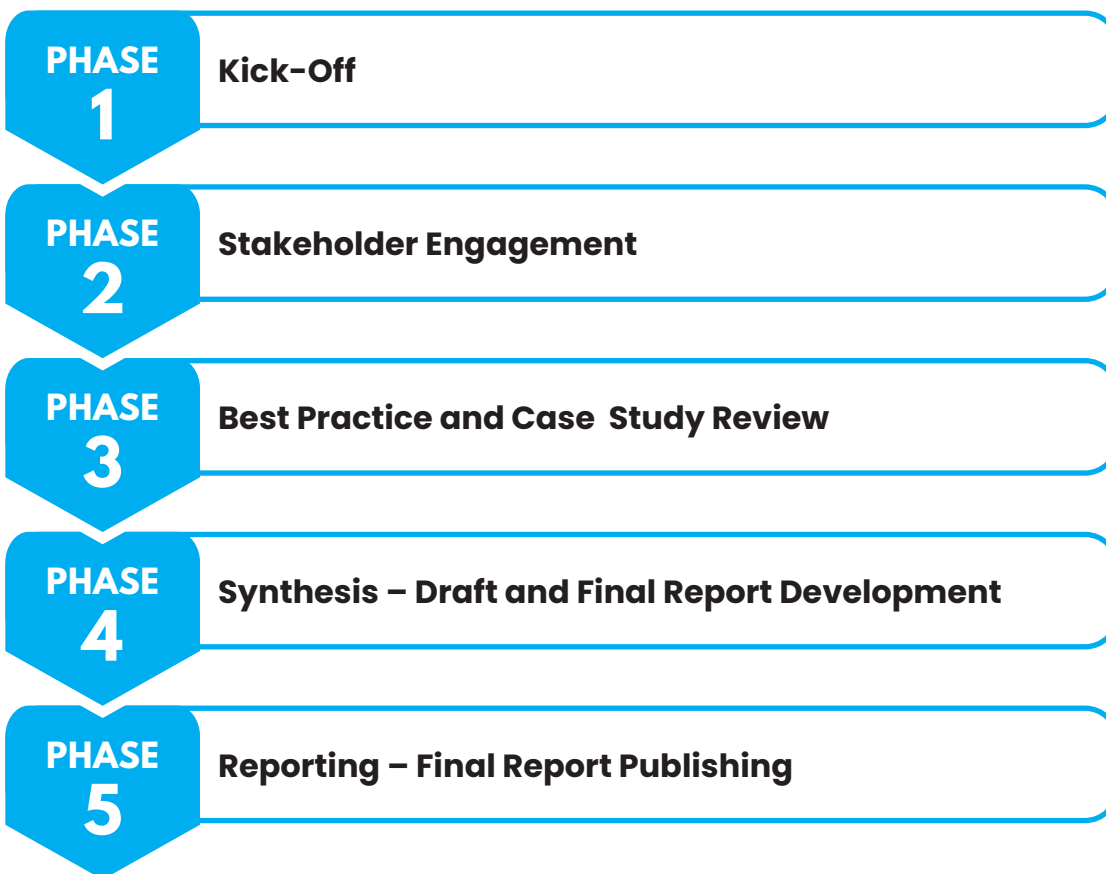 PHASE
1
Kick-Off
PHASE
2
Stakeholder Engagement
PHASE
3
Best Practice and Case Study Review
PHASE
4
Synthesis – Draft and Final Report Development
PHASE
5
Reporting – Final Report Publishing